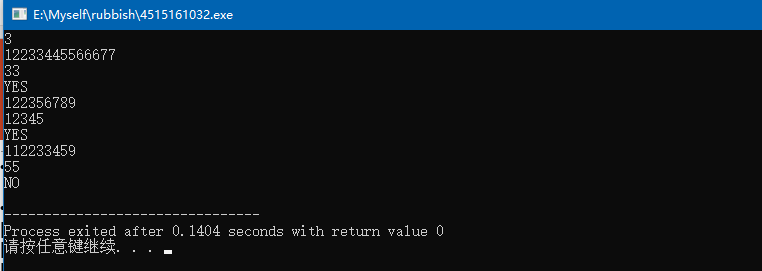 E:\Myself\rubbish\4515161032.exe
3
12233445566677
33
YES
122356789
12345
YES
112233459
55
NO
--------------------------------
Process exited after 0.1404 seconds with return value 0
请按任意键继续. . .